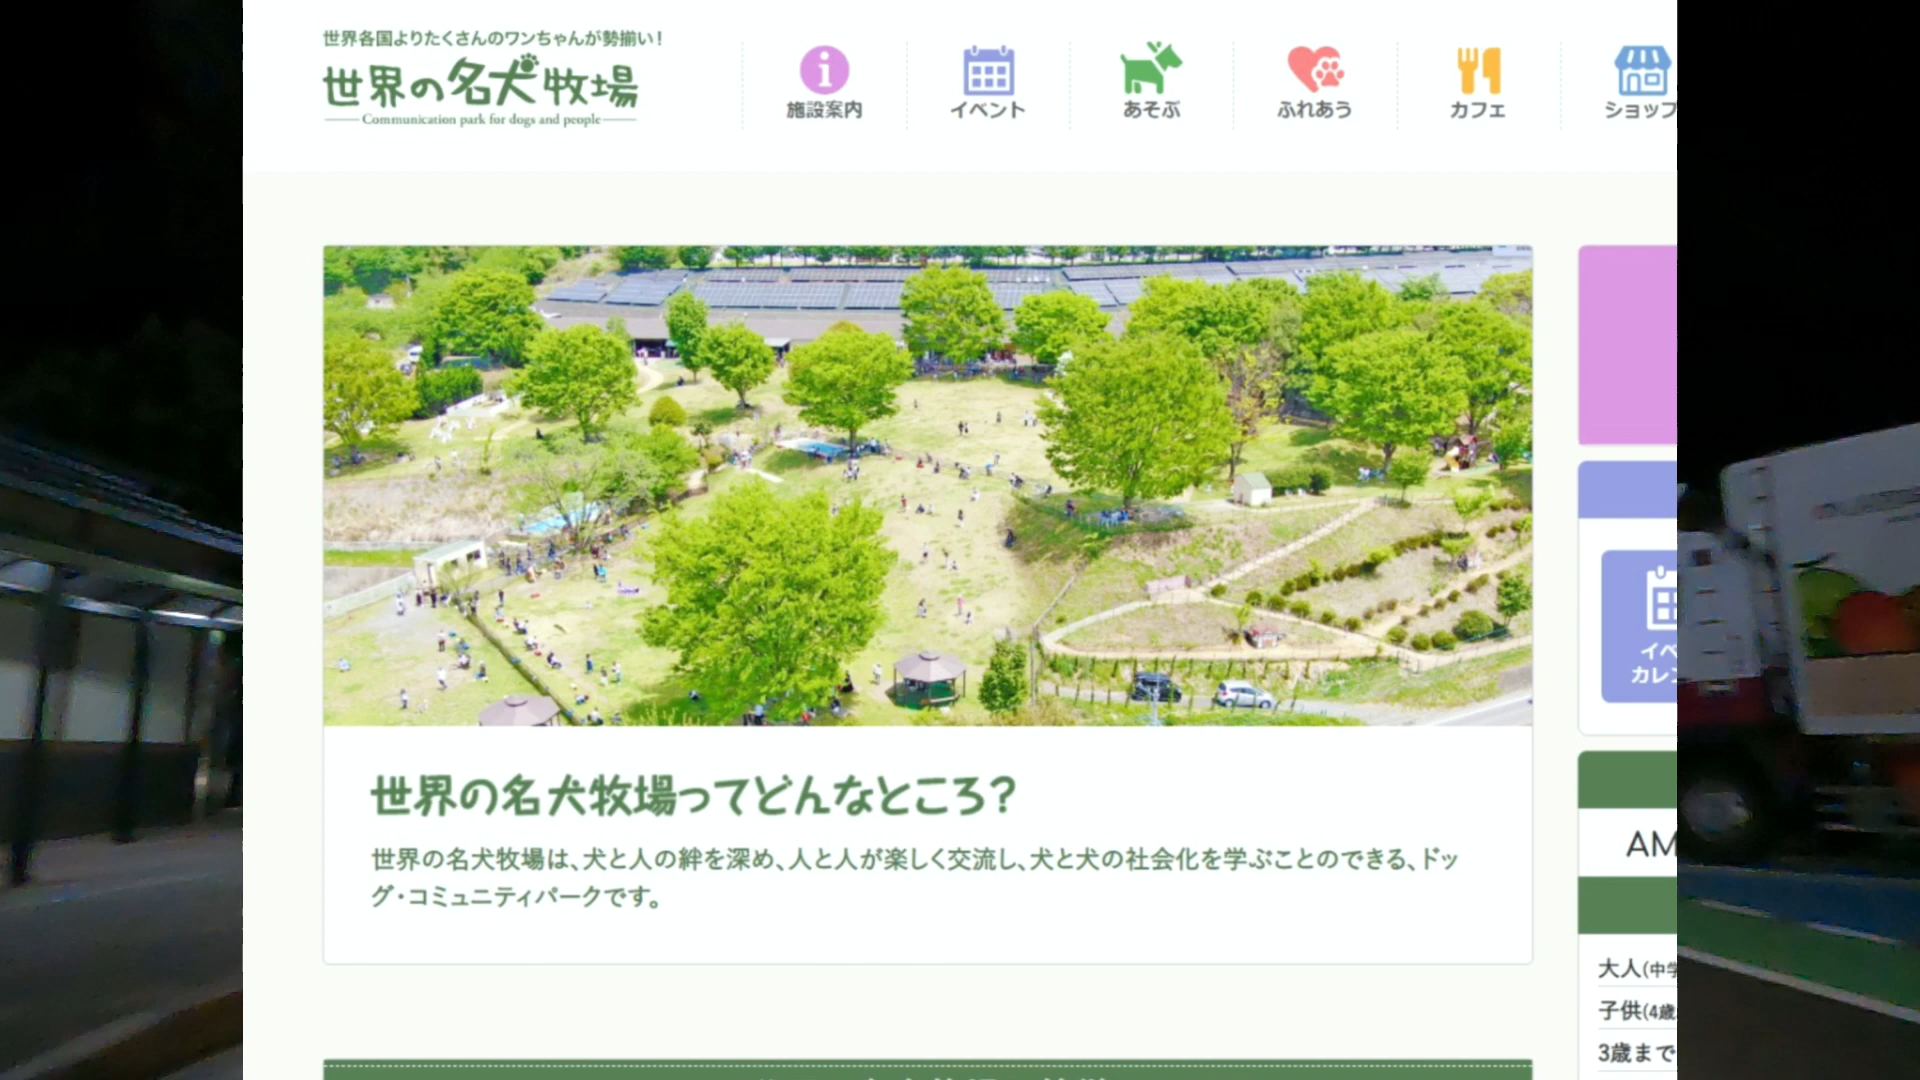 世界各国よりたくさんのワンちゃんが勢揃い!
世界の名犬牧場
Communication park for dogs and people
施設案内
イベント
あそぶ
ふれあう
カフェ
ショップ
世界の名犬牧場ってどんなところ?
世界の名犬牧場は、犬と人の絆を深め、人と人が楽しく交流し、犬と犬の社会化を学ぶことのできる、ドッ
グ・コミュニティパークです。
イベ
カレン
AM
大人(中学
子供(4歳
3歳まで